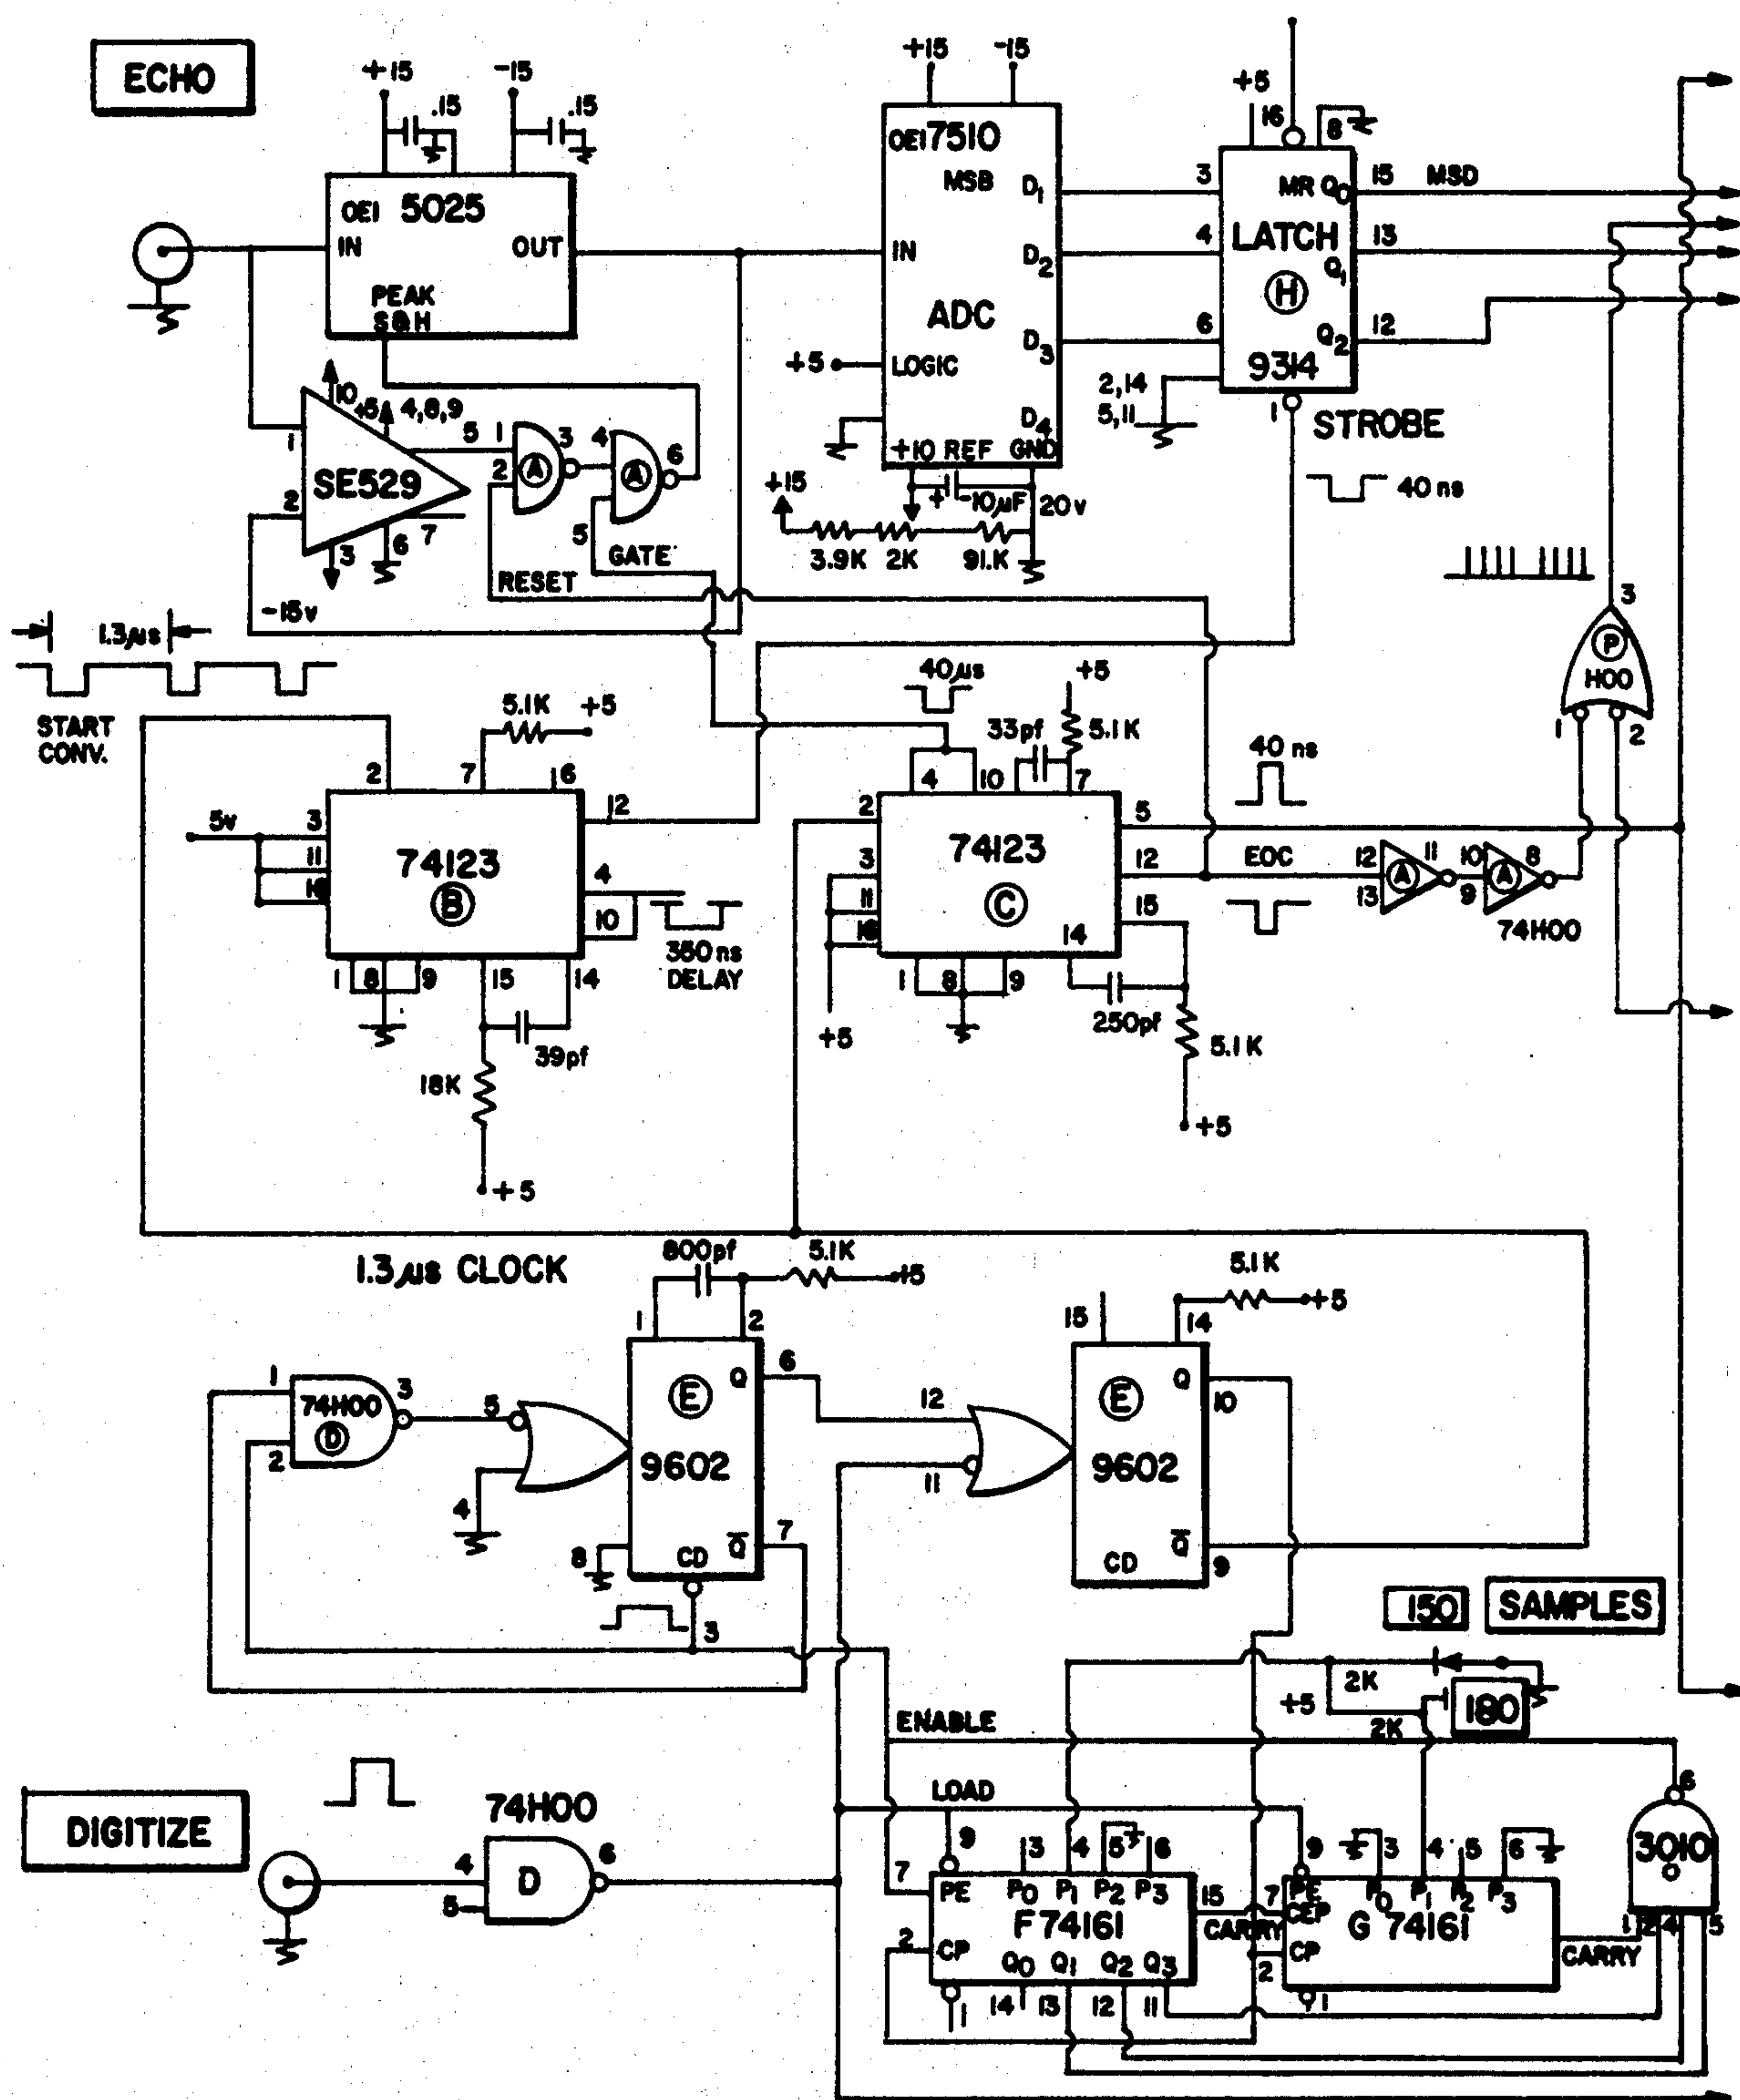 ECHO
+15
-15
.15
.15
OEI 5025
IN
OUT
PEAK
S&H
+15
-15
OEI7510
MSB
D1
IN
D2
ADC
D3
+5
LOGIC
D4
+10 REF GND
+5
16
8
3
MR Q0
15
MSD
4
LATCH
13
Q1
H
6
Q2
12
9314
2,14
5,11
1
STROBE
40 ns
10
+5
4,8,9
1
5
1
3
4
6
2
A
A
SE529
2
7
3
6
5
GATE
RESET
-15v
+15
+
-10µF
20v
3.9K
2K
91.K
3
P
H00
1
2
1.3µs
START
CONV.
5.1K
+5
2
7
6
12
5v
3
11
74123
4
B
10
350ns
DELAY
1
8
9
15
14
39pf
18K
+5
40µs
+5
33pf
5.1K
4
10
7
2
5
3
74123
12
EOC
11
C
15
16
14
40 ns
12
11
10
8
13
A
9
A
74H00
1
8
9
250pf
5.1K
+5
+5
1.3µs CLOCK
800pf
5.1K
+5
5.1K
+5
1
2
15
14
1
3
74H00
D
2
5
4
E
Q
6
9602
8
CD
Q̅
7
3
12
11
E
Q
10
9602
CD
Q̅
9
150
SAMPLES
2K
+5
180
2K
ENABLE
LOAD
DIGITIZE
74H00
4
5
D
6
9
3
4
5
6
7
PE
P0
P1
P2
P3
15
F74161
CARRY
2
CP
Q0
Q1
Q2
Q3
1
14
13
12
11
9
3
4
5
6
7
PE
P0
P1
P2
P3
CEP
G 74161
2
CP
CARRY
1
6
3010
1
2
4
5